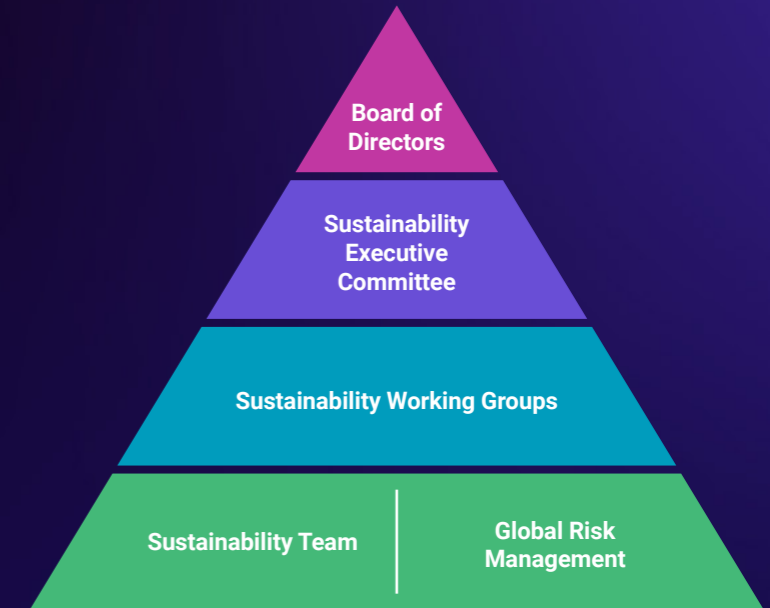 Board of
Directors
Sustainability
Executive
Committee
Sustainability Working Groups
Sustainability Team
Global Risk
Management